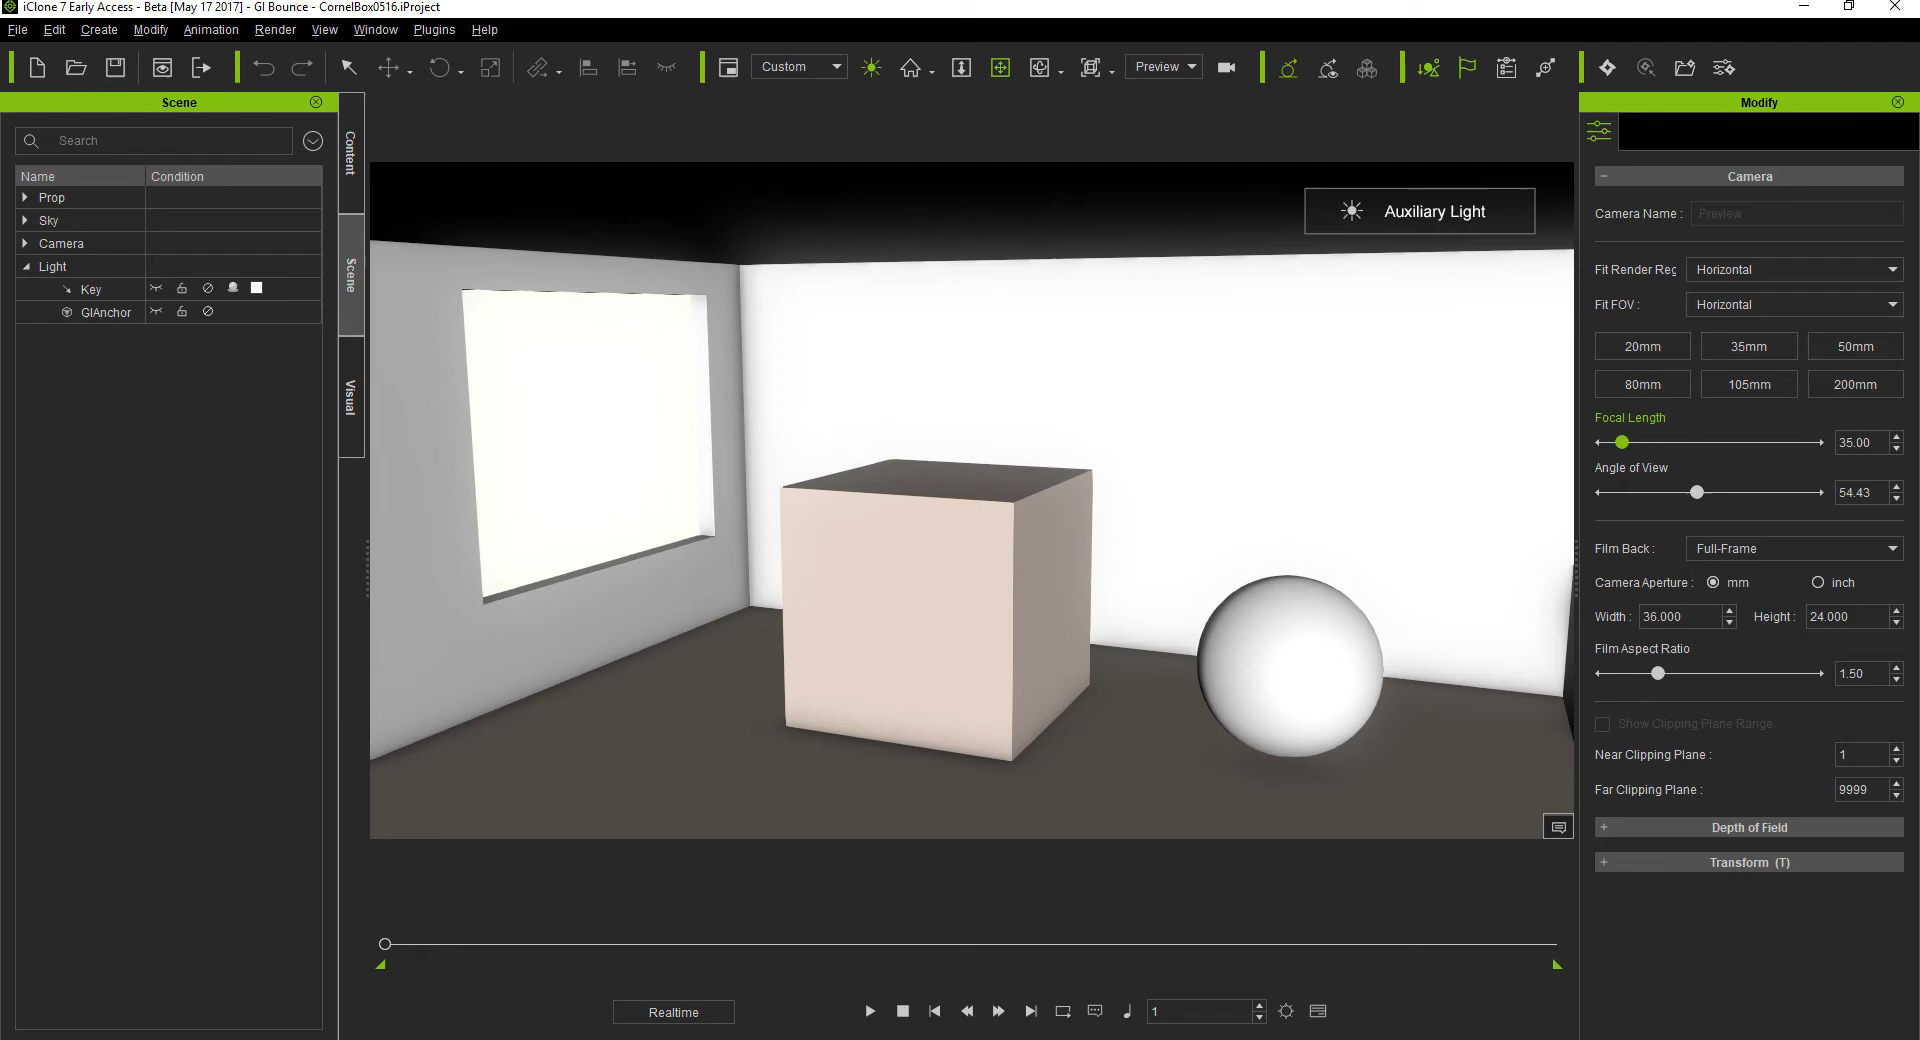 iClone 7 Early Access - Beta [May 17 2017] - GI Bounce - CornelBox0516.iProject
File Edit Create Modify Animation Render View Window Plugins Help
Custom Preview
Scene
Search
Name Condition
Prop
Sky
Camera
Light
Key
GIAnchor
Content
Scene
Visual
Auxiliary Light
Realtime
1
Modify
Camera
Camera Name : Preview
Fit Render Reg Horizontal
Fit FOV : Horizontal
20mm 35mm 50mm
80mm 105mm 200mm
Focal Length
35.00
Angle of View
54.43
Film Back : Full-Frame
Camera Aperture : mm inch
Width : 36.000 Height : 24.000
Film Aspect Ratio
1.50
Show Clipping Plane Range
Near Clipping Plane : 1
Far Clipping Plane : 9999
Depth of Field
Transform (T)